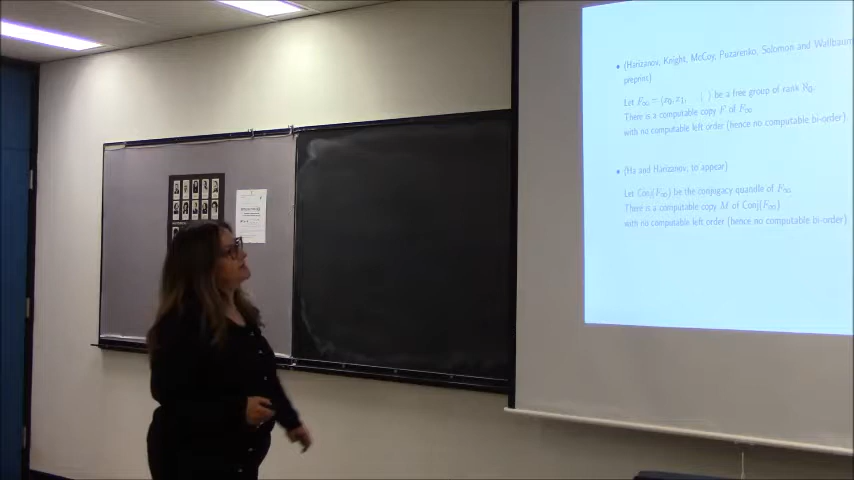 • (Harizanov, Knight, McCoy, Puzarenko, Solomon and Wallbaum
preprint)
Let F∞ = ⟨x₀, x₁, ... | ⟩ be a free group of rank ℵ₀.
There is a computable copy F of F∞
with no computable left order (hence no computable bi-order).
• (Ha and Harizanov, to appear)
Let Conj(F∞) be the conjugacy quandle of F∞.
There is a computable copy M of Conj(F∞)
with no computable left order (hence no computable bi-order)